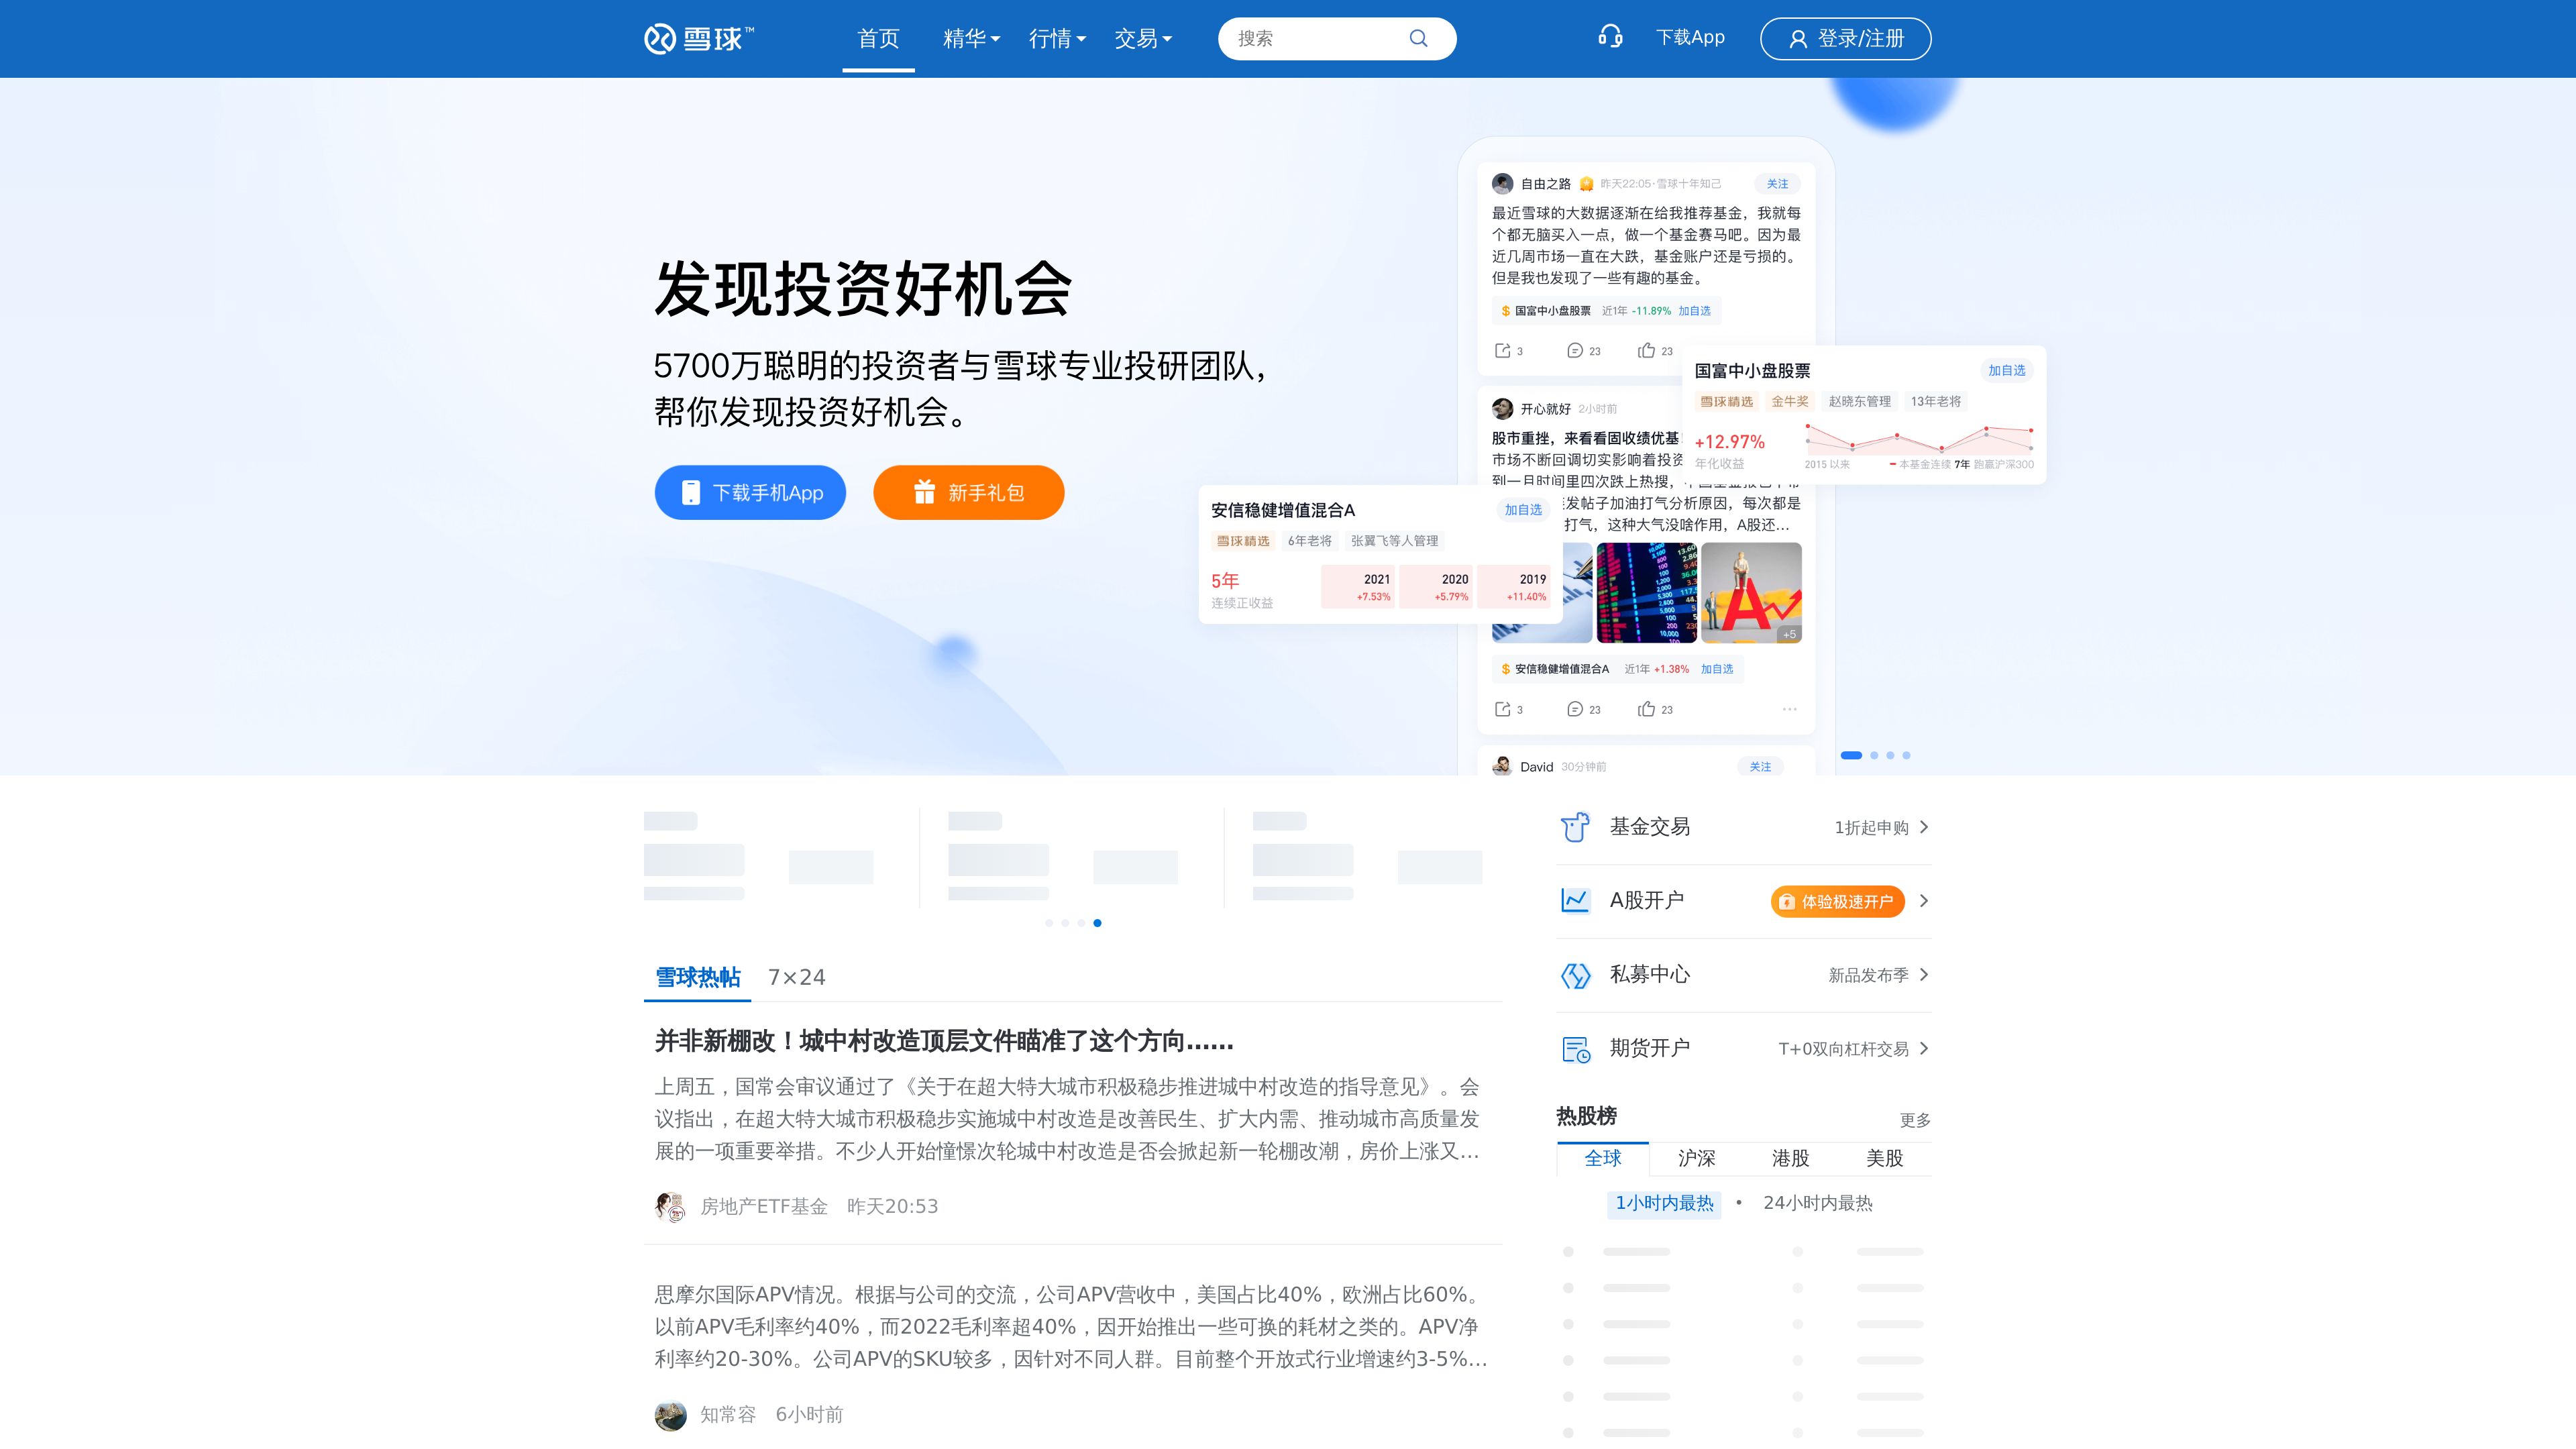 雪球™
首页
精华
行情
交易
搜索
下载App
登录/注册
发现投资好机会
5700万聪明的投资者与雪球专业投研团队，
帮你发现投资好机会。
下载手机App
新手礼包
自由之路 昨天22:05·雪球十年知己 关注
最近雪球的大数据逐渐在给我推荐基金，我就每
个都无脑买入一点，做一个基金赛马吧。因为最
近几周市场一直在大跌，基金账户还是亏损的。
但是我也发现了一些有趣的基金。
国富中小盘股票 近1年 -11.89% 加自选
3 23 23
国富中小盘股票 加自选
雪球精选 金牛奖 赵晓东管理 13年老将
+12.97%
年化收益
2015 以来 本基金连续 7年 跑赢沪深300
开心就好 2小时前
股市重挫，来看看固收绩优基
市场不断回调切实影响着投资
到一月时间里四次跌上热搜，
发帖子加油打气分析原因，每次都是
打气，这种大气没啥作用，A股还...
安信稳健增值混合A 加自选
雪球精选 6年老将 张翼飞等人管理
5年
连续正收益
2021 2020 2019
+7.53% +5.79% +11.40%
+5
安信稳健增值混合A 近1年 +1.38% 加自选
3 23 23
David 30分钟前 关注
基金交易 1折起申购
A股开户 体验极速开户
私募中心 新品发布季
期货开户 T+0双向杠杆交易
雪球热帖 7×24
并非新棚改！城中村改造顶层文件瞄准了这个方向……
上周五，国常会审议通过了《关于在超大特大城市积极稳步推进城中村改造的指导意见》。会
议指出，在超大特大城市积极稳步实施城中村改造是改善民生、扩大内需、推动城市高质量发
展的一项重要举措。不少人开始憧憬次轮城中村改造是否会掀起新一轮棚改潮，房价上涨又…
房地产ETF基金 昨天20:53
思摩尔国际APV情况。根据与公司的交流，公司APV营收中，美国占比40%，欧洲占比60%。
以前APV毛利率约40%，而2022毛利率超40%，因开始推出一些可换的耗材之类的。APV净
利率约20-30%。公司APV的SKU较多，因针对不同人群。目前整个开放式行业增速约3-5%…
知常容 6小时前
热股榜 更多
全球 沪深 港股 美股
1小时内最热 • 24小时内最热